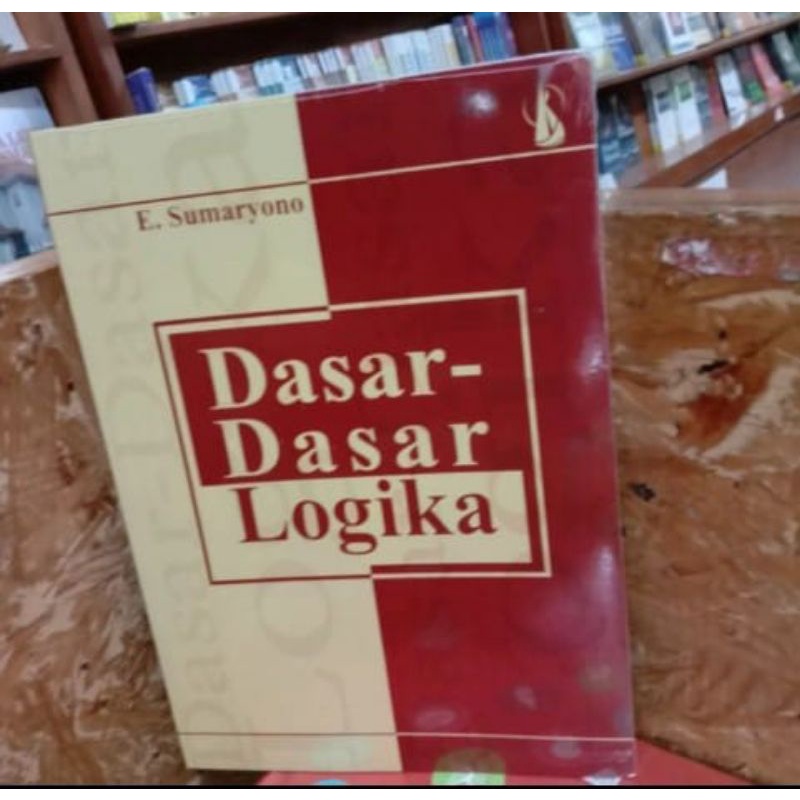 E. Sumaryono
Dasar-
Dasar
Logika